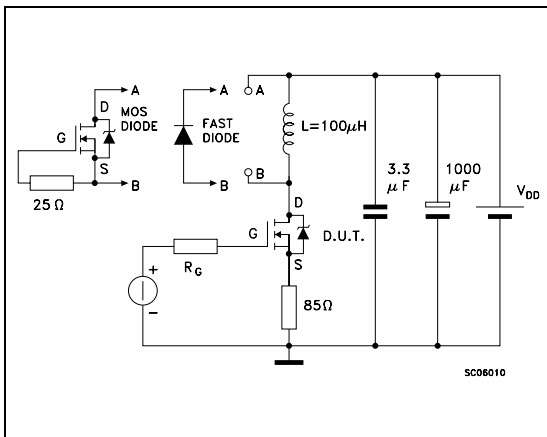 A
D
MOS
DIODE
G
S
B
25 Ω
A
FAST
DIODE
B
A
L=100μH
B
D
G
D.U.T.
S
RG
+
−
85Ω
3.3
μF
1000
μF
VDD
SC06010